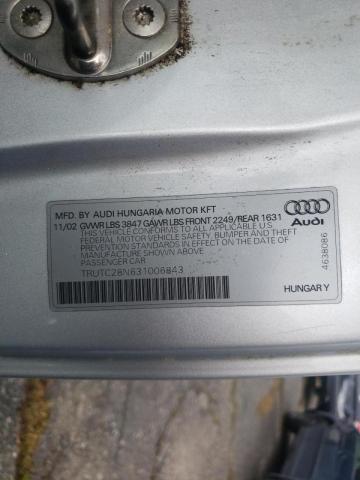 MFD. BY AUDI HUNGARIA MOTOR KFT
11/02 GVWR LBS 3847 GAWR LBS FRONT 2249/REAR 1631
THIS VEHICLE CONFORMS TO ALL APPLICABLE
FEDERAL MOTOR VEHICLE SAFETY, BUMPER AND THEFT
PREVENTION STANDARDS IN EFFECT ON THE DATE OF
MANUFACTURE SHOWN ABOVE.
PASSENGER CAR
TRUTC28N631006843
Audi
4638086
HUNGARY